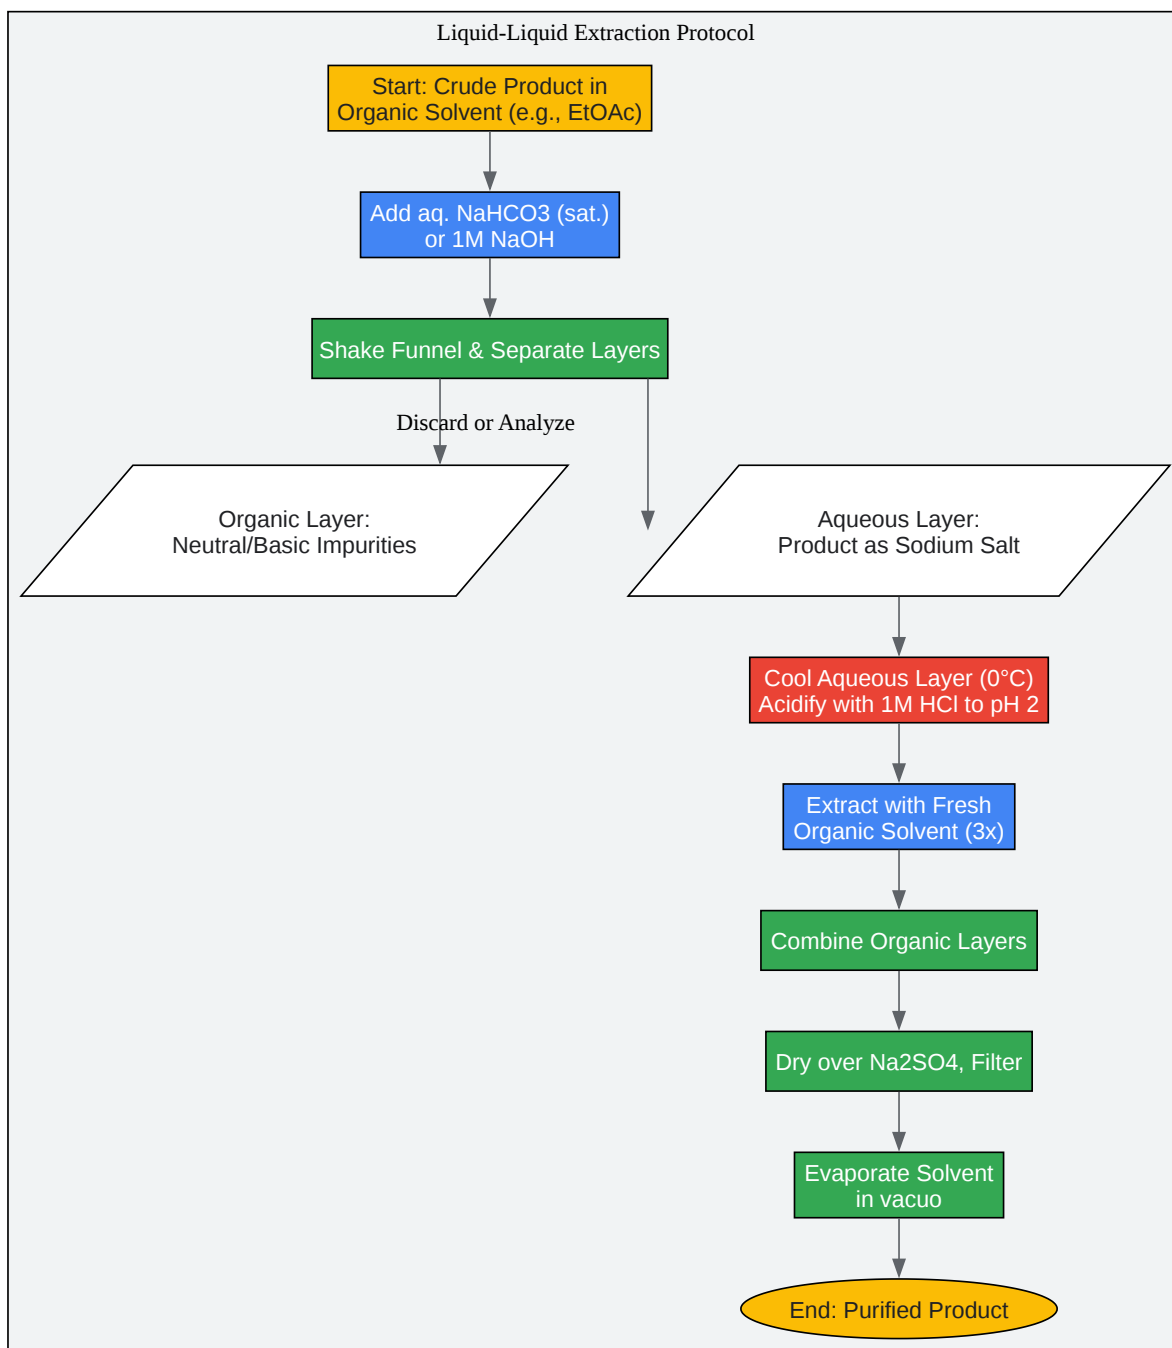 Liquid-Liquid Extraction Protocol
Start: Crude Product in
Organic Solvent (e.g., EtOAc)
Add aq. NaHCO3 (sat.)
or 1M NaOH
Shake Funnel & Separate Layers
Discard or Analyze
Organic Layer:
Neutral/Basic Impurities
Aqueous Layer:
Product as Sodium Salt
Cool Aqueous Layer (0°C)
Acidify with 1M HCl to pH 2
Extract with Fresh
Organic Solvent (3x)
Combine Organic Layers
Dry over Na2SO4, Filter
Evaporate Solvent
in vacuo
End: Purified Product